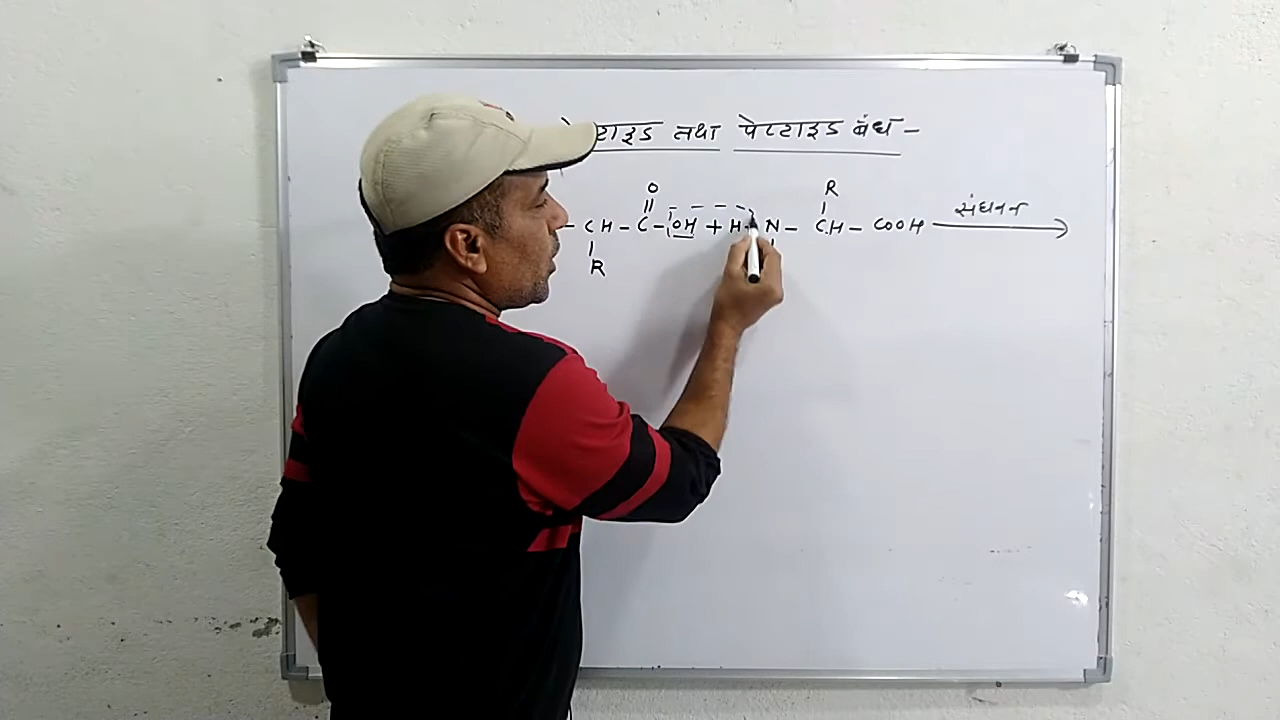 पेप्टाइड तथा पेप्टाइड बंध -
O R
|| |
- CH - C - OH + H - N - CH - COOH संघनन →
| |
R